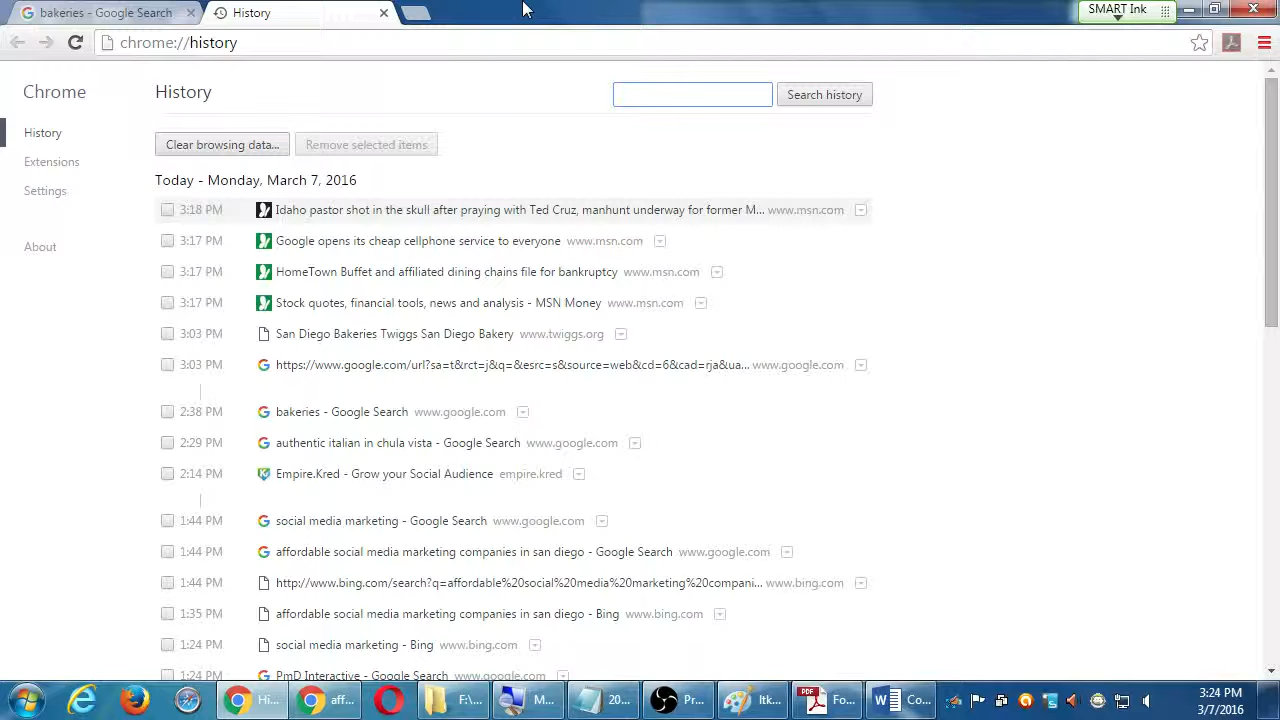 bakeries - Google Search
History
SMART Ink
chrome://history
Chrome
History
Search history
History
Extensions
Settings
About
Clear browsing data...
Remove selected items
Today - Monday, March 7, 2016
3:18 PM Idaho pastor shot in the skull after praying with Ted Cruz, manhunt underway for former M... www.msn.com
3:17 PM Google opens its cheap cellphone service to everyone www.msn.com
3:17 PM HomeTown Buffet and affiliated dining chains file for bankruptcy www.msn.com
3:17 PM Stock quotes, financial tools, news and analysis - MSN Money www.msn.com
3:03 PM San Diego Bakeries Twiggs San Diego Bakery www.twiggs.org
3:03 PM https://www.google.com/url?sa=t&rct=j&q=&esrc=s&source=web&cd=6&cad=rja&ua... www.google.com
2:38 PM bakeries - Google Search www.google.com
2:29 PM authentic italian in chula vista - Google Search www.google.com
2:14 PM Empire.Kred - Grow your Social Audience empire.kred
1:44 PM social media marketing - Google Search www.google.com
1:44 PM affordable social media marketing companies in san diego - Google Search www.google.com
1:44 PM http://www.bing.com/search?q=affordable%20social%20media%20marketing%20compani... www.bing.com
1:35 PM affordable social media marketing companies in san diego - Bing www.bing.com
1:24 PM social media marketing - Bing www.bing.com
1:24 PM PmD Interactive - Google Search www.google.com
Hi... aff... F:\... M... 20... Pr... Itk... PDF Fo... Co...
3:24 PM
3/7/2016